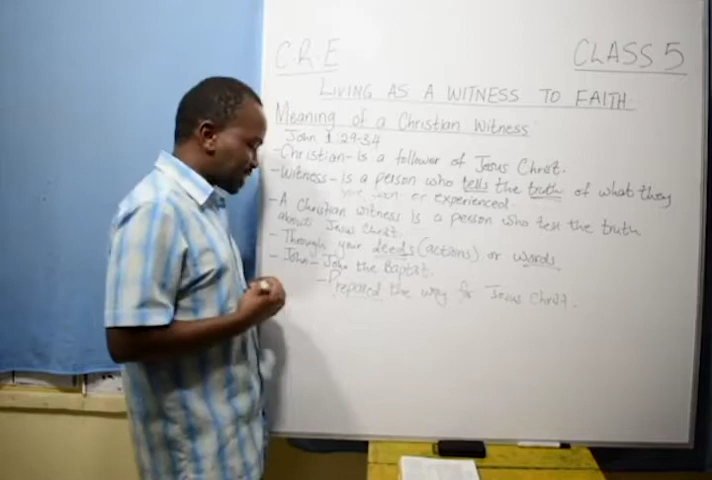 C.R.E
CLASS 5
LIVING AS A WITNESS TO FAITH.
Meaning of a Christian Witness
John 1:29-34
-Christian - is a follower of Jesus Christ.
-Witness - is a person who tells the truth of what they
have seen or experienced.
-A Christian witness is a person who tell the truth
about Jesus Christ.
-Through your deeds (actions) or words.
-John - John the Baptist.
-Prepared the way for Jesus Christ.